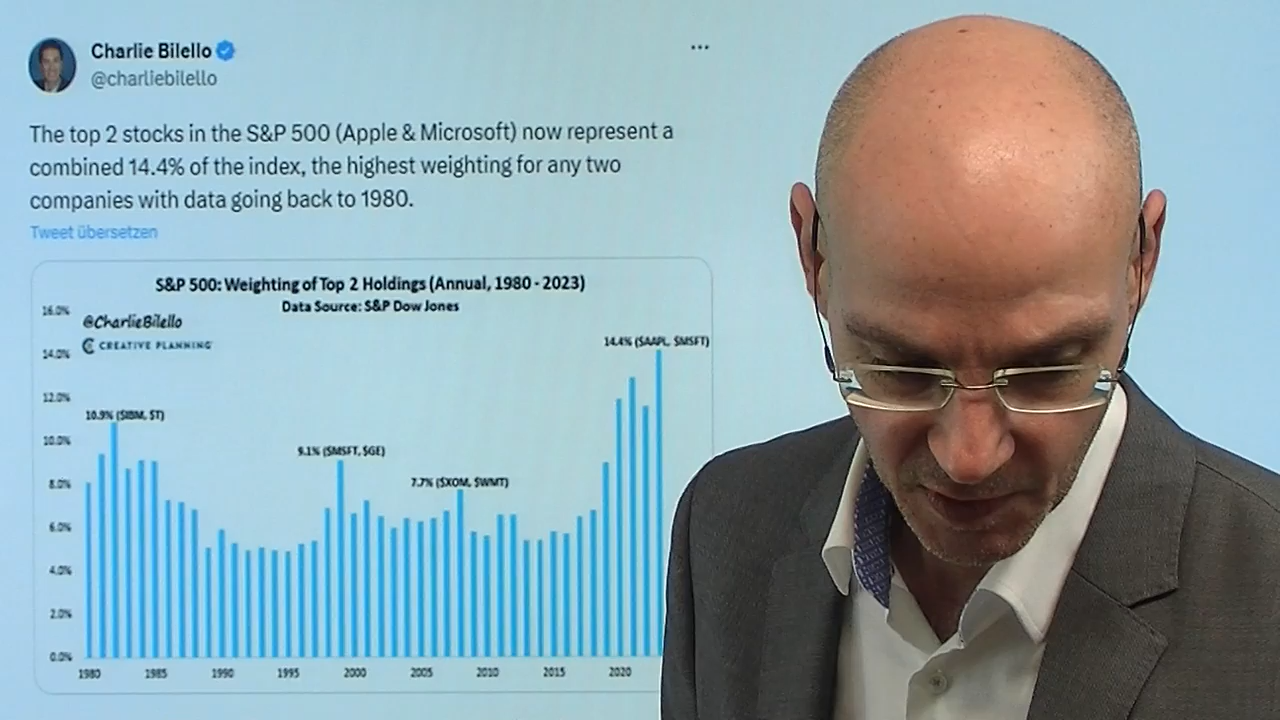 Charlie Bilello
@charliebilello
The top 2 stocks in the S&P 500 (Apple & Microsoft) now represent a
combined 14.4% of the index, the highest weighting for any two
companies with data going back to 1980.
Tweet übersetzen
S&P 500: Weighting of Top 2 Holdings (Annual, 1980 - 2023)
Data Source: S&P Dow Jones
@CharlieBilello
CREATIVE PLANNING
16.0%
14.0%
12.0%
10.0%
8.0%
6.0%
4.0%
2.0%
0.0%
10.9% ($IBM, $T)
9.1% ($MSFT, $GE)
7.7% ($XOM, $WMT)
14.4% ($AAPL, $MSFT)
1980 1985 1990 1995 2000 2005 2010 2015 2020